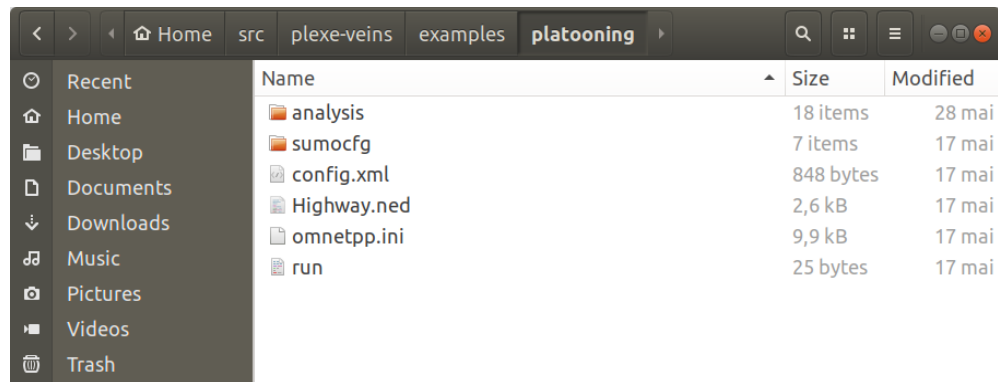 Home src plexe-veins examples platooning
Recent
Home
Desktop
Documents
Downloads
Music
Pictures
Videos
Trash
Name Size Modified
analysis 18 items 28 mai
sumocfg 7 items 17 mai
config.xml 848 bytes 17 mai
Highway.ned 2,6 kB 17 mai
omnetpp.ini 9,9 kB 17 mai
run 25 bytes 17 mai